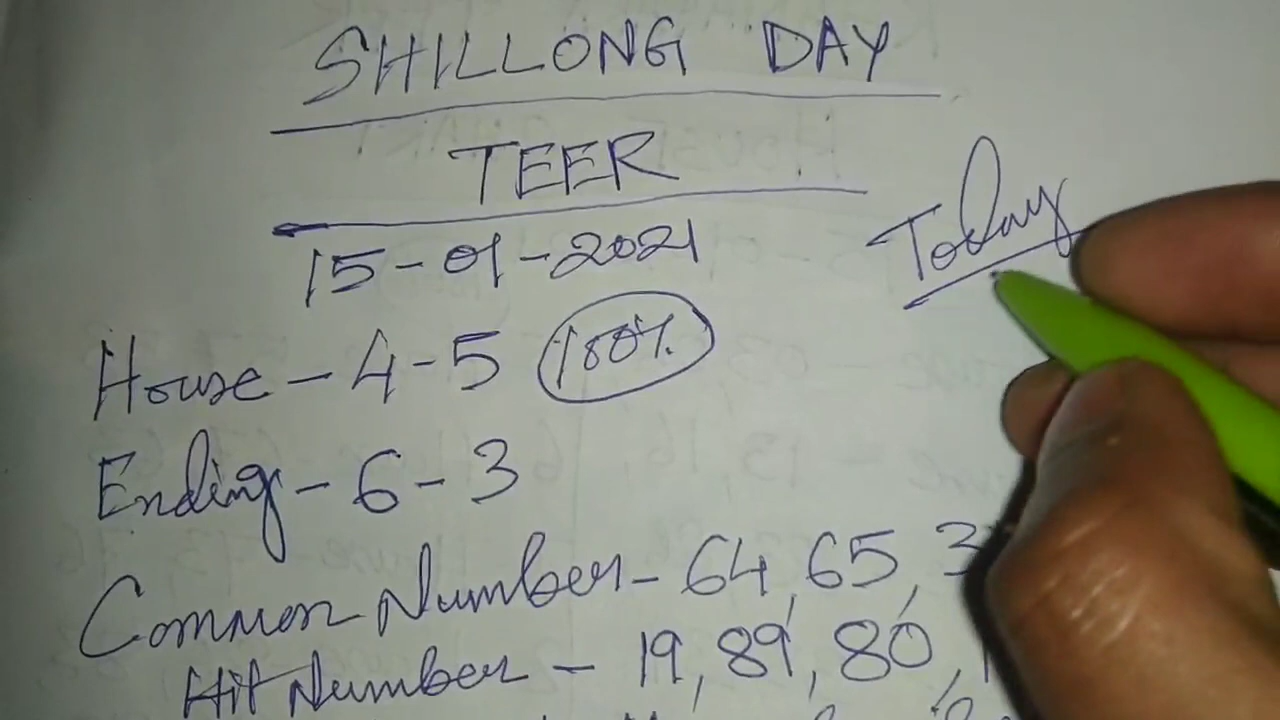 SHILLONG DAY
TEER
15-01-2021
Today
House - 4-5 100%
Ending - 6-3
Common Number - 64, 65, 3
Hit Number - 19, 89, 80,